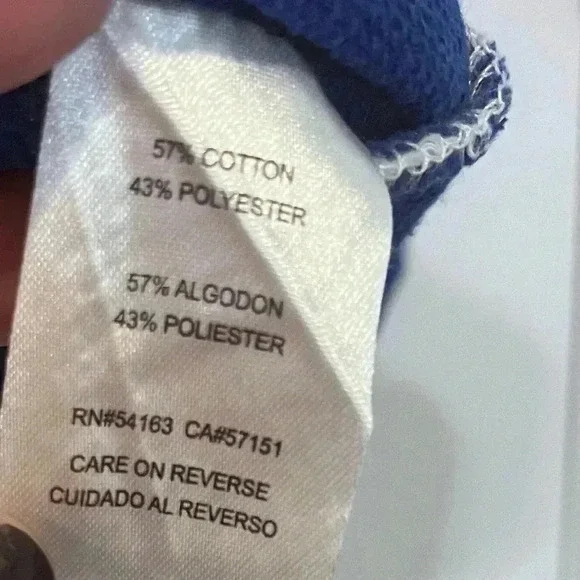 57% COTTON
43% POLYESTER
57% ALGODON
43% POLIESTER
RN#54163 CA#57151
CARE ON REVERSE
CUIDADO AL REVERSO